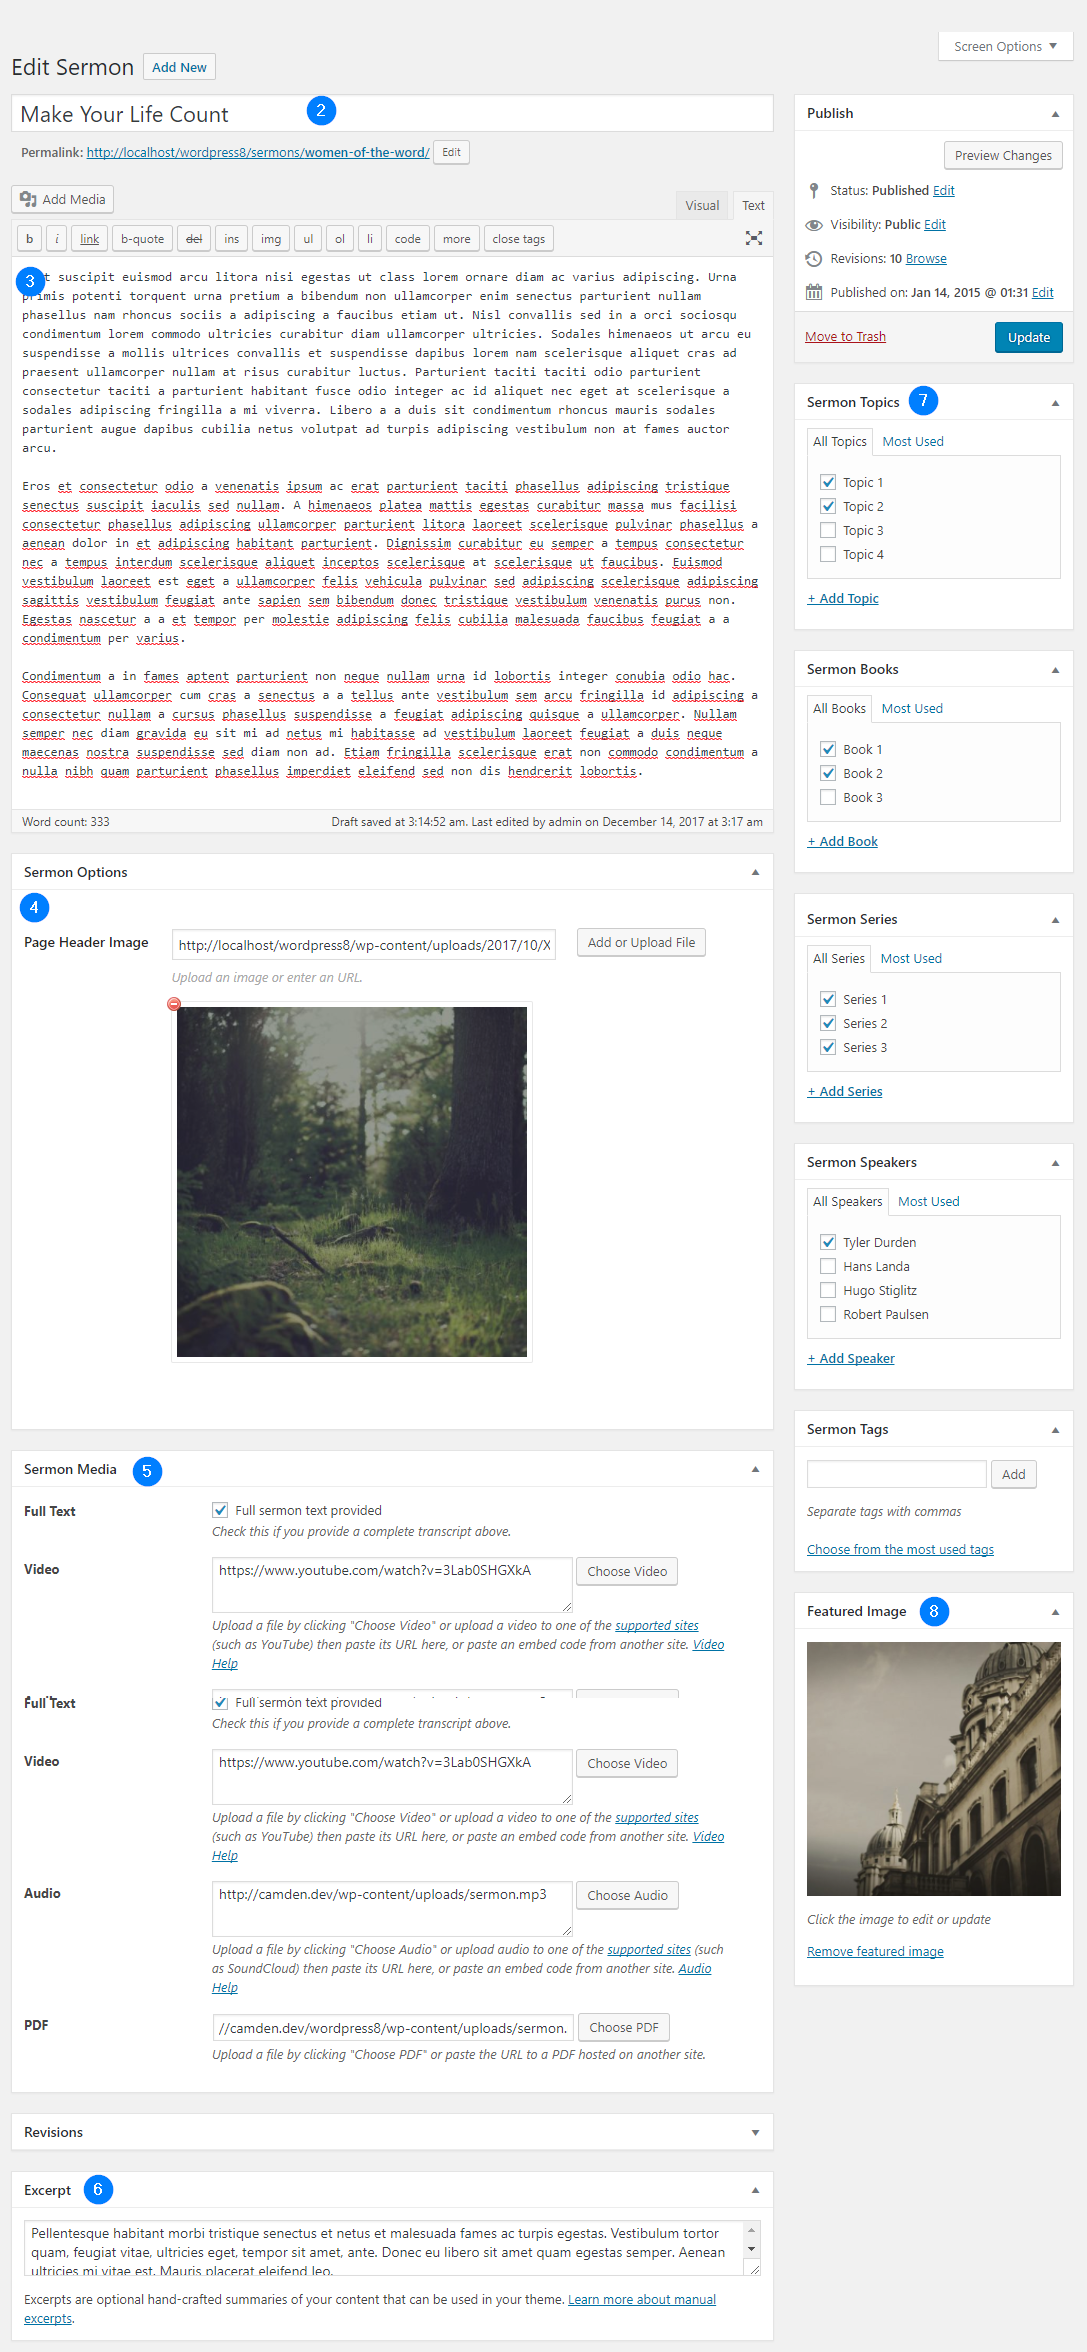 Screen Options
Edit Sermon Add New
Make Your Life Count 2
Permalink: http://localhost/wordpress8/sermons/women-of-the-word/ Edit
Add Media
Visual Text
b i link b-quote del ins img ul ol li code more close tags
3
suscipit euismod arcu litora nisi egestas ut class lorem ornare diam ac varius adipiscing. Urna
primis potenti torquent urna pretium a bibendum non ullamcorper enim senectus parturient nullam
phasellus nam rhoncus sociis a adipiscing a faucibus etiam ut. Nisl convallis sed in a orci sociosqu
condimentum lorem commodo ultricies curabitur diam ullamcorper ultricies. Sodales himenaeos ut arcu eu
suspendisse a mollis ultrices convallis et suspendisse dapibus lorem nam scelerisque aliquet cras ad
praesent ullamcorper nullam at risus curabitur luctus. Parturient taciti taciti odio parturient
consectetur taciti a parturient habitant fusce odio integer ac id aliquet nec eget at scelerisque a
sodales adipiscing fringilla a mi viverra. Libero a a duis sit condimentum rhoncus mauris sodales
parturient augue dapibus cubilia netus volutpat ad turpis adipiscing vestibulum non at fames auctor
arcu.
Eros et consectetur odio a venenatis ipsum ac erat parturient taciti phasellus adipiscing tristique
senectus suscipit iaculis sed nullam. A himenaeos platea mattis egestas curabitur massa mus facilisi
consectetur phasellus adipiscing ullamcorper parturient litora laoreet scelerisque pulvinar phasellus a
aenean dolor in et adipiscing habitant parturient. Dignissim curabitur eu semper a tempus consectetur
nec a tempus interdum scelerisque aliquet inceptos scelerisque at scelerisque ut faucibus. Euismod
vestibulum laoreet est eget a ullamcorper felis vehicula pulvinar sed adipiscing scelerisque adipiscing
sagittis vestibulum feugiat ante sapien sem bibendum donec tristique vestibulum venenatis purus non.
Egestas nascetur a a et tempor per molestie adipiscing felis cubilia malesuada faucibus feugiat a a
condimentum per varius.
Condimentum a in fames aptent parturient non neque nullam urna id lobortis integer conubia odio hac.
Consequat ullamcorper cum cras a senectus a a tellus ante vestibulum sem arcu fringilla id adipiscing a
consectetur nullam a cursus phasellus suspendisse a feugiat adipiscing quisque a ullamcorper. Nullam
semper nec diam gravida eu sit mi ad netus mi habitasse ad vestibulum laoreet feugiat a duis neque
maecenas nostra suspendisse sed diam non ad. Etiam fringilla scelerisque erat non commodo condimentum a
nulla nibh quam parturient phasellus imperdiet eleifend sed non dis hendrerit lobortis.
Word count: 333 Draft saved at 3:14:52 am. Last edited by admin on December 14, 2017 at 3:17 am
Sermon Options
4
Page Header Image http://localhost/wordpress8/wp-content/uploads/2017/10/X Add or Upload File
Upload an image or enter an URL.
Sermon Media 5
Full Text Full sermon text provided
Check this if you provide a complete transcript above.
Video https://www.youtube.com/watch?v=3Lab0SHGXkA Choose Video
Upload a file by clicking "Choose Video" or upload a video to one of the supported sites
(such as YouTube) then paste its URL here, or paste an embed code from another site. Video
Help
Full Text Full sermon text provided
Check this if you provide a complete transcript above.
Video https://www.youtube.com/watch?v=3Lab0SHGXkA Choose Video
Upload a file by clicking "Choose Video" or upload a video to one of the supported sites
(such as YouTube) then paste its URL here, or paste an embed code from another site. Video
Help
Audio http://camden.dev/wp-content/uploads/sermon.mp3 Choose Audio
Upload a file by clicking "Choose Audio" or upload audio to one of the supported sites (such
as SoundCloud) then paste its URL here, or paste an embed code from another site. Audio
Help
PDF //camden.dev/wordpress8/wp-content/uploads/sermon. Choose PDF
Upload a file by clicking "Choose PDF" or paste the URL to a PDF hosted on another site.
Revisions
Excerpt 6
Pellentesque habitant morbi tristique senectus et netus et malesuada fames ac turpis egestas. Vestibulum tortor
quam, feugiat vitae, ultricies eget, tempor sit amet, ante. Donec eu libero sit amet quam egestas semper. Aenean
ultricies mi vitae est. Mauris placerat eleifend leo.
Excerpts are optional hand-crafted summaries of your content that can be used in your theme. Learn more about manual
excerpts.
Publish
Preview Changes
Status: Published Edit
Visibility: Public Edit
Revisions: 10 Browse
Published on: Jan 14, 2015 @ 01:31 Edit
Move to Trash Update
Sermon Topics 7
All Topics Most Used
Topic 1
Topic 2
Topic 3
Topic 4
+ Add Topic
Sermon Books
All Books Most Used
Book 1
Book 2
Book 3
+ Add Book
Sermon Series
All Series Most Used
Series 1
Series 2
Series 3
+ Add Series
Sermon Speakers
All Speakers Most Used
Tyler Durden
Hans Landa
Hugo Stiglitz
Robert Paulsen
+ Add Speaker
Sermon Tags
Add
Separate tags with commas
Choose from the most used tags
Featured Image 8
Click the image to edit or update
Remove featured image